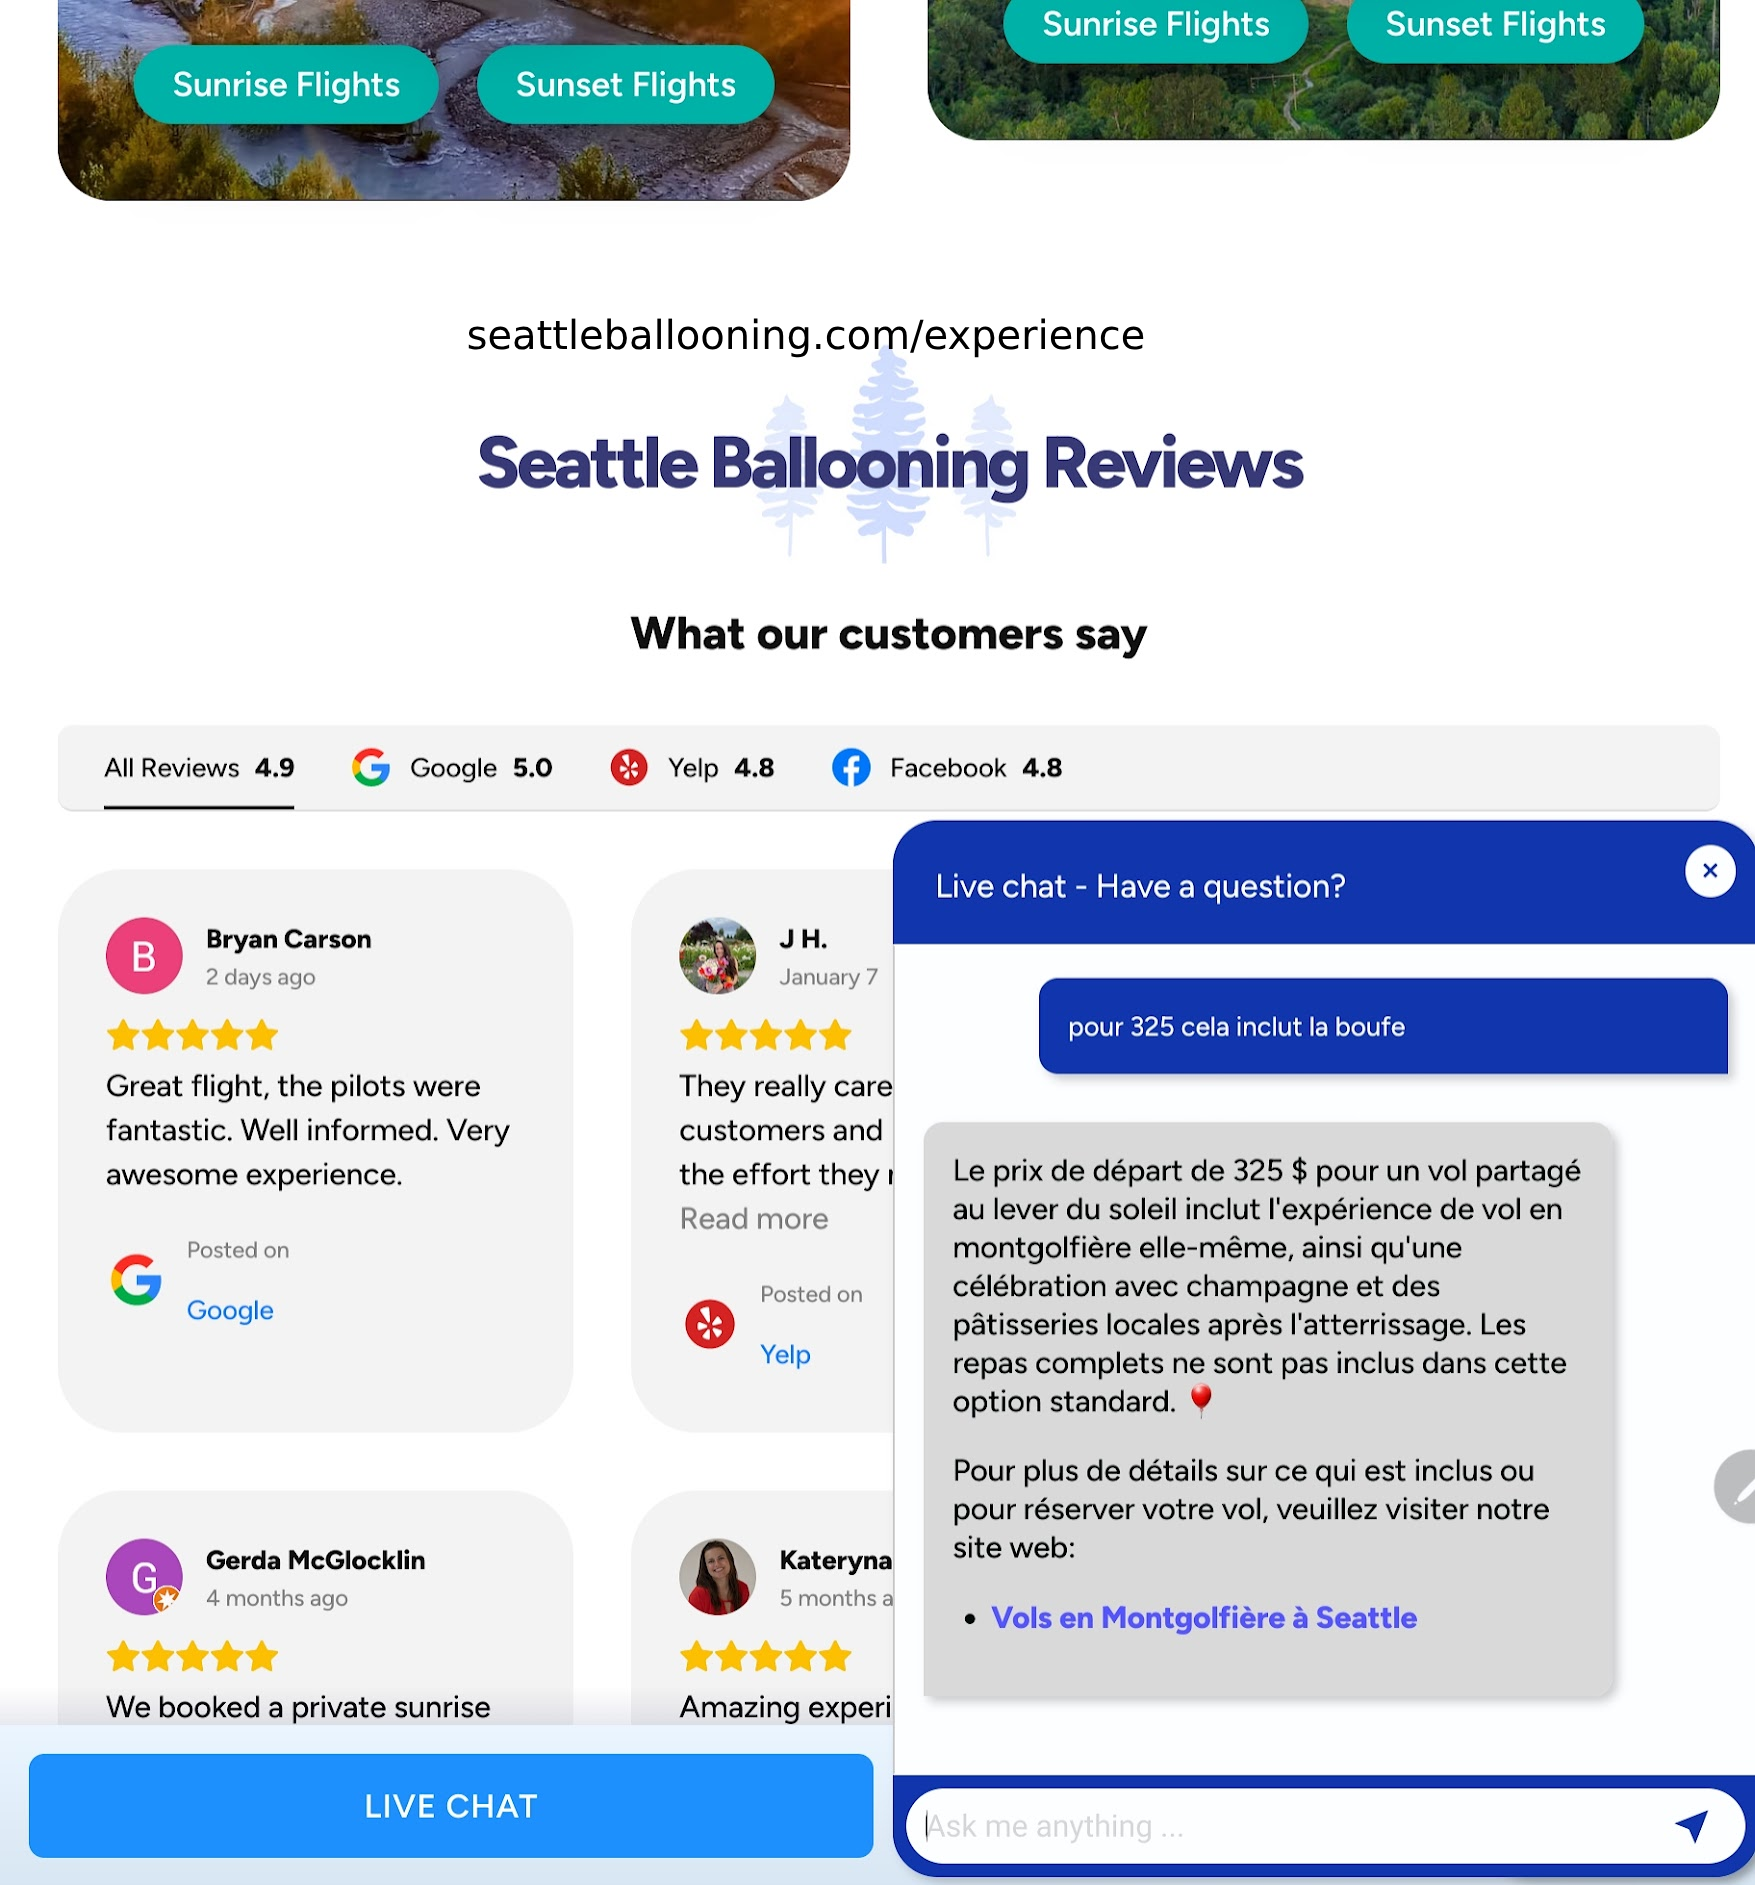 Sunrise Flights
Sunset Flights
Sunrise Flights
Sunset Flights
seattleballooning.com/experience
Seattle Ballooning Reviews
What our customers say
All Reviews 4.9
Google 5.0
Yelp 4.8
Facebook 4.8
B
Bryan Carson
2 days ago
Great flight, the pilots were
fantastic. Well informed. Very
awesome experience.
Posted on
Google
J H.
January 7
They really care
customers and
the effort they
Read more
Posted on
Yelp
G
Gerda McGlocklin
4 months ago
We booked a private sunrise
Kateryna
5 months a
Amazing experi
LIVE CHAT
Live chat - Have a question?
pour 325 cela inclut la boufe
Le prix de départ de 325 $ pour un vol partagé
au lever du soleil inclut l'expérience de vol en
montgolfière elle-même, ainsi qu'une
célébration avec champagne et des
pâtisseries locales après l'atterrissage. Les
repas complets ne sont pas inclus dans cette
option standard. 🎈
Pour plus de détails sur ce qui est inclus ou
pour réserver votre vol, veuillez visiter notre
site web:
• Vols en Montgolfière à Seattle
Ask me anything ...